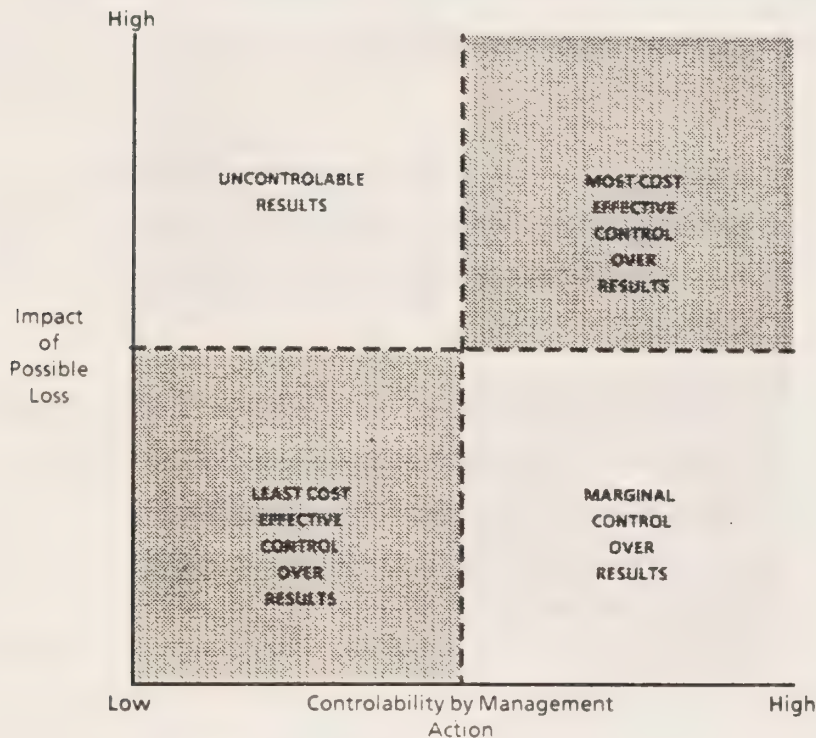 High
UNCONTROLABLE
RESULTS
MOST COST
EFFECTIVE
CONTROL
OVER
RESULTS
Impact
of
Possible
Loss
LEAST COST
EFFECTIVE
CONTROL
OVER
RESULTS
MARGINAL
CONTROL
OVER
RESULTS
Low
Controlability by Management
Action
High